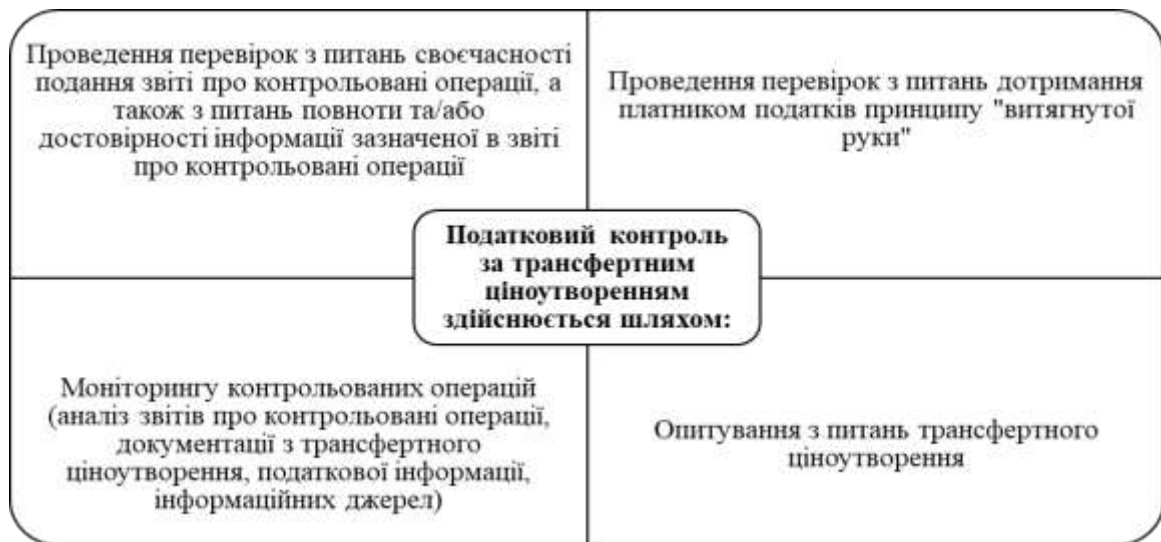 Проведення перевірок з питань своєчасності
подання звіті про контрольовані операції, а
також з питань повноти та/або
достовірності інформації зазначеної в звіті
про контрольовані операції
Проведення перевірок з питань дотримання
платником податків принципу "витягнутої
руки"
Податковий контроль
за трансфертним
ціноутворенням
здійснюється шляхом:
Моніторингу контрольованих операцій
(аналіз звітів про контрольовані операції,
документації з трансфертного
ціноутворення, податкової інформації,
інформаційних джерел)
Опитування з питань трансфертного
ціноутворення